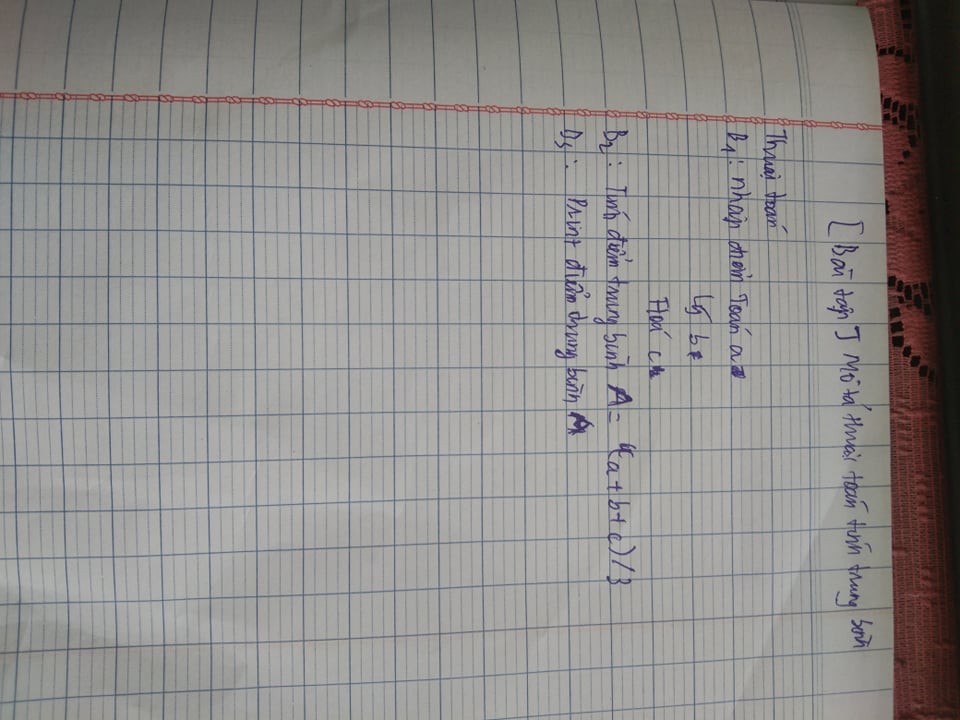 [Bài tập] Mô tả thuật toán tính trung bình
Thuật toán
B1: nhập điểm Toán a
Lý b
Hoá c
B2: Tính điểm trung bình A = (a+b+c)/3
B3: Print điểm trung bình A